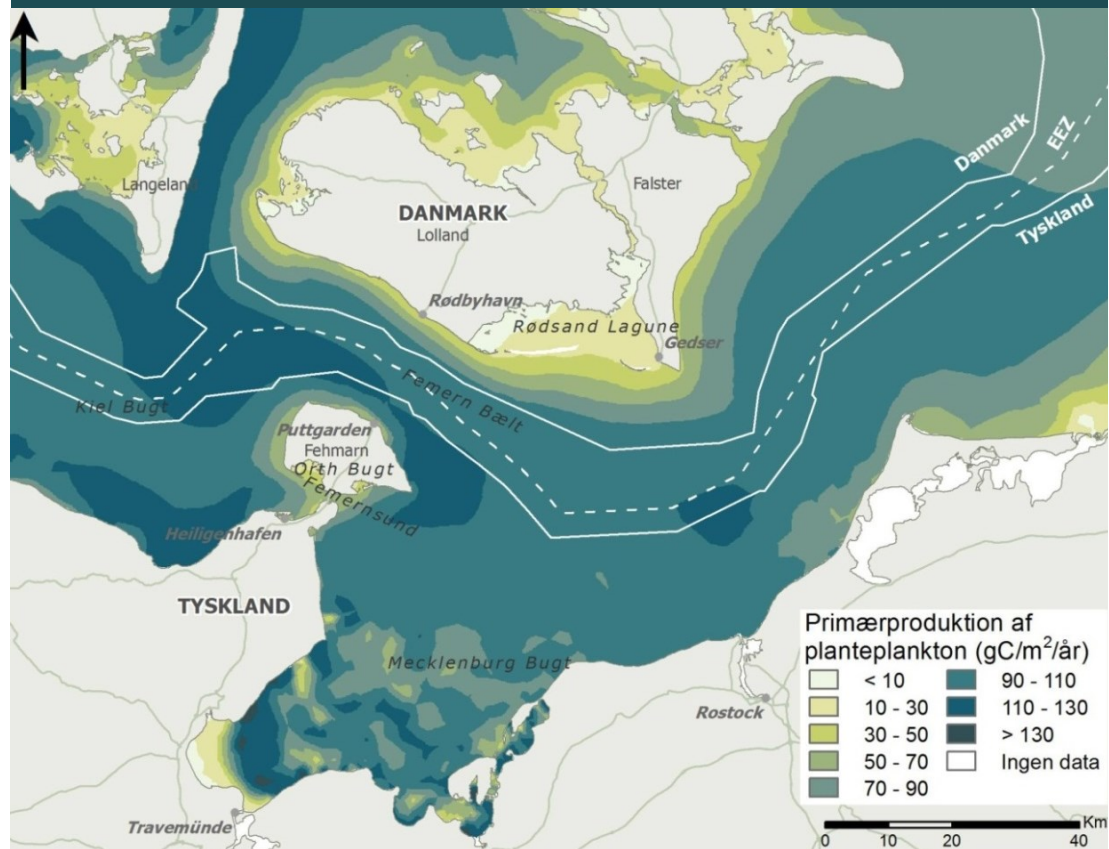 Danmark
EEZ
Tyskland
Langeland
DANMARK
Lolland
Falster
Rødbyhavn
Rødsand Lagune
Gedser
Femern Bælt
Kiel Bugt
Puttgarden
Fehmarn
Orth Bugt
Femernsund
Heiligenhafen
TYSKLAND
Mecklenburg Bugt
Rostock
Travemünde
Primærproduktion af
planteplankton (gC/m²/år)
< 10
10 - 30
30 - 50
50 - 70
70 - 90
90 - 110
110 - 130
> 130
Ingen data
Km
0 10 20 40